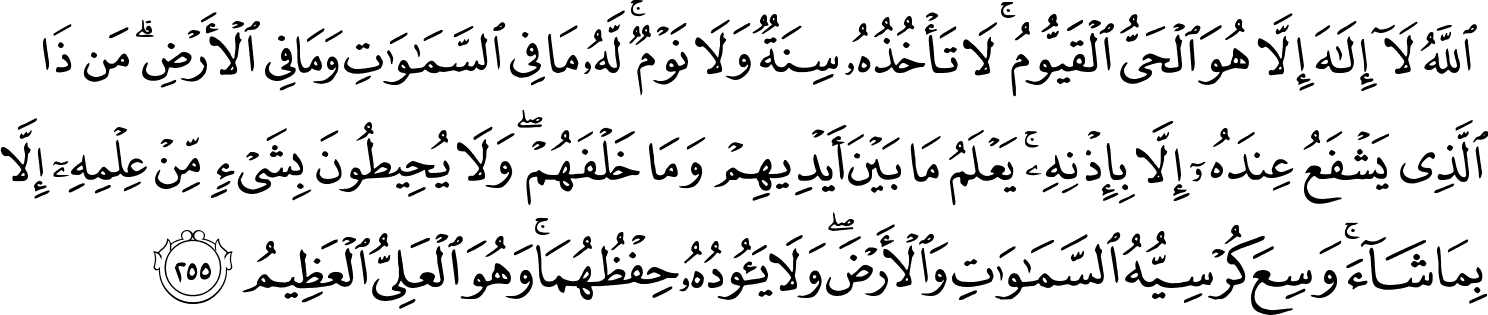 ٱللَّهُ لَآ إِلَـٰهَ إِلَّا هُوَ ٱلْحَىُّ ٱلْقَيُّومُ ۚ لَا تَأْخُذُهُۥ سِنَةٌ وَلَا نَوْمٌ ۚ لَّهُۥ مَا فِى ٱلسَّمَـٰوَٰتِ وَمَا فِى ٱلْأَرْضِ ۗ مَن ذَا
ٱلَّذِى يَشْفَعُ عِندَهُۥٓ إِلَّا بِإِذْنِهِۦ ۚ يَعْلَمُ مَا بَيْنَ أَيْدِيهِمْ وَمَا خَلْفَهُمْ ۖ وَلَا يُحِيطُونَ بِشَىْءٍ مِّنْ عِلْمِهِۦٓ إِلَّا
بِمَا شَآءَ ۚ وَسِعَ كُرْسِيُّهُ ٱلسَّمَـٰوَٰتِ وَٱلْأَرْضَ ۖ وَلَا يَـُٔودُهُۥ حِفْظُهُمَا ۚ وَهُوَ ٱلْعَلِىُّ ٱلْعَظِيمُ ٢٥٥